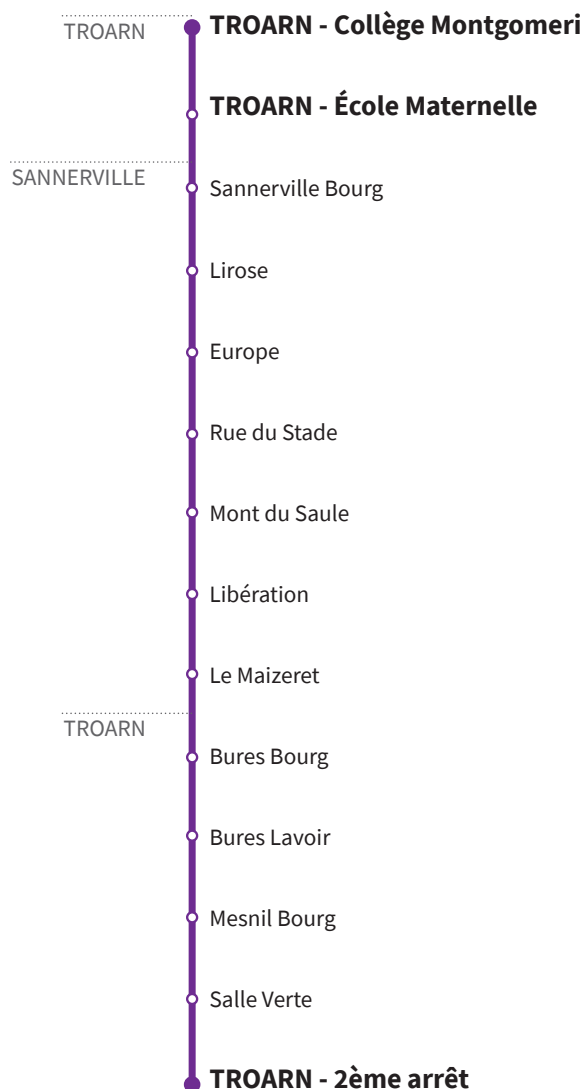 TROARN
TROARN - Collège Montgomeri
TROARN - École Maternelle
SANNERVILLE
Sannerville Bourg
Lirose
Europe
Rue du Stade
Mont du Saule
Libération
Le Maizeret
TROARN
Bures Bourg
Bures Lavoir
Mesnil Bourg
Salle Verte
TROARN - 2ème arrêt